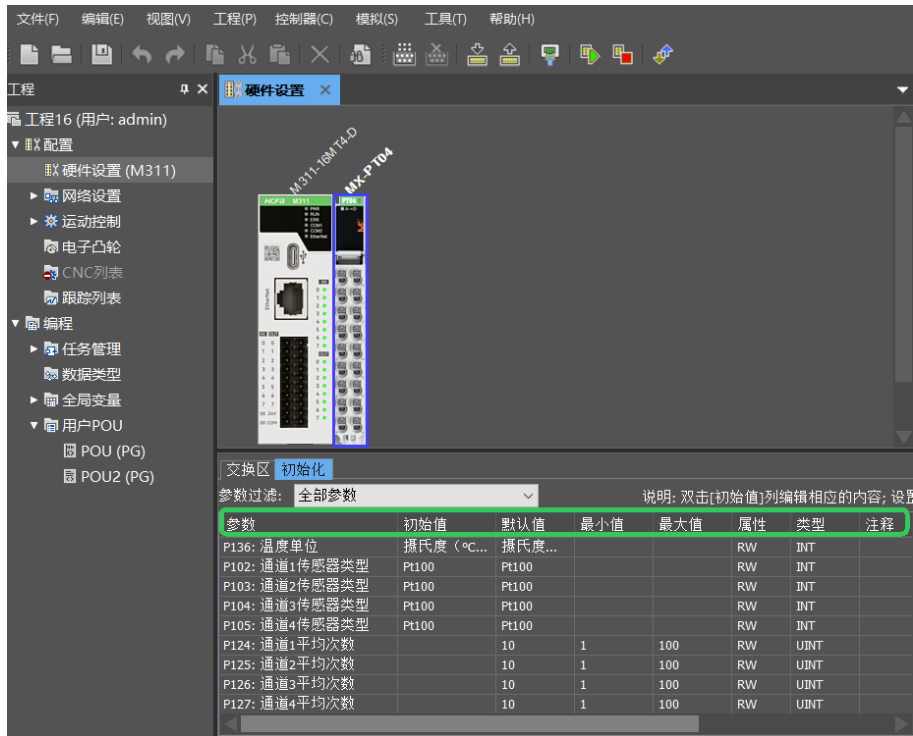 文件(F) 编辑(E) 视图(V) 工程(P) 控制器(C) 模拟(S) 工具(T) 帮助(H)
工程
硬件设置
工程16 (用户: admin)
配置
硬件设置 (M311)
网络设置
运动控制
电子凸轮
CNC列表
跟踪列表
编程
任务管理
数据类型
全局变量
用户POU
POU (PG)
POU2 (PG)
M311-16MT4-D
MX-PT04
HCFA M311
PT04
交换区 初始化
参数过滤: 全部参数 说明: 双击[初始值]列编辑相应的内容; 设置
参数 初始值 默认值 最小值 最大值 属性 类型 注释
P136: 温度单位 摄氏度（℃... 摄氏度... RW INT
P102: 通道1传感器类型 Pt100 Pt100 RW INT
P103: 通道2传感器类型 Pt100 Pt100 RW INT
P104: 通道3传感器类型 Pt100 Pt100 RW INT
P105: 通道4传感器类型 Pt100 Pt100 RW INT
P124: 通道1平均次数 10 1 100 RW UINT
P125: 通道2平均次数 10 1 100 RW UINT
P126: 通道3平均次数 10 1 100 RW UINT
P127: 通道4平均次数 10 1 100 RW UINT